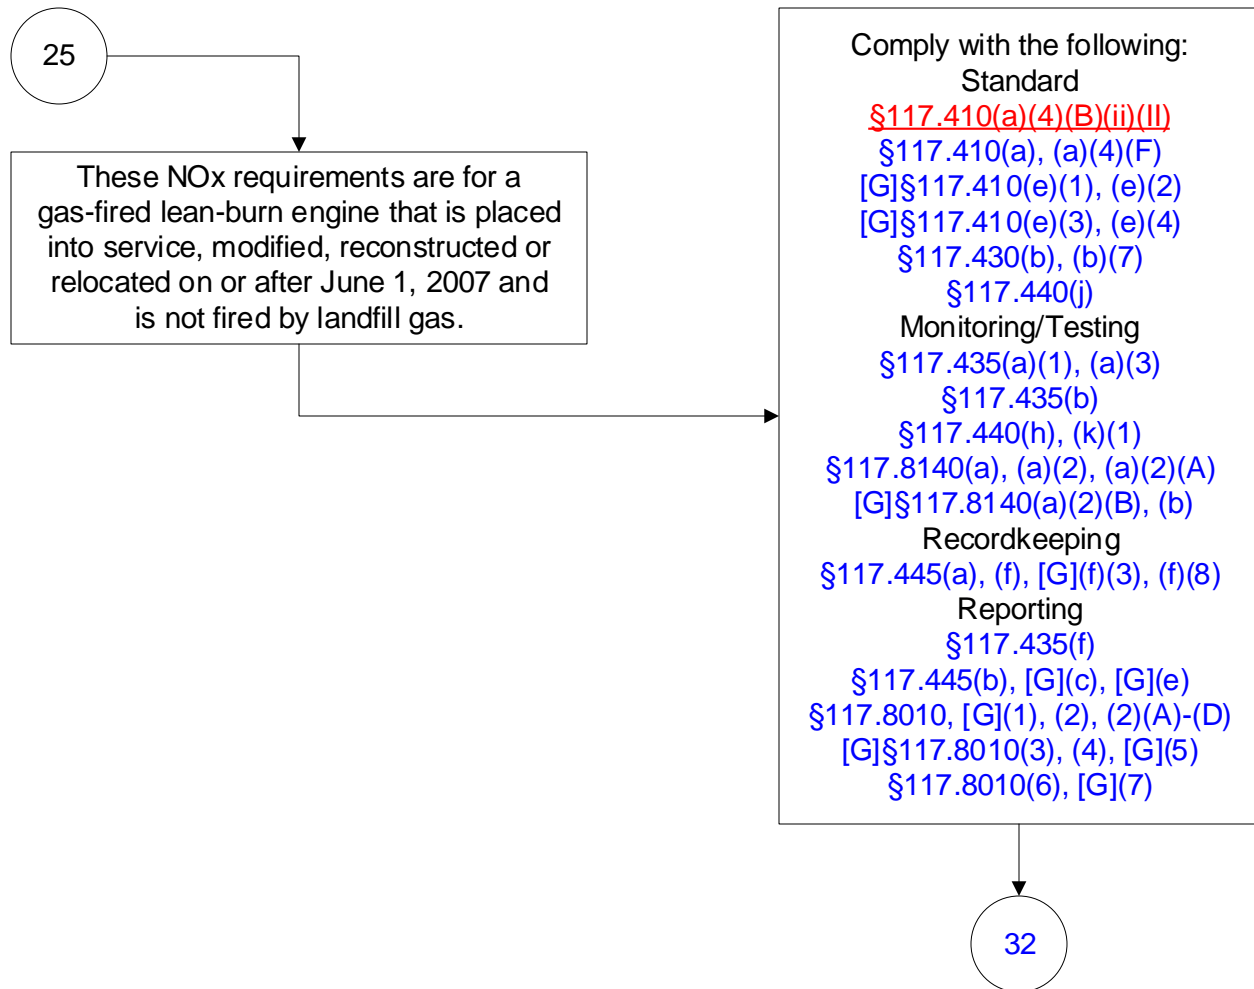 25
These NOx requirements are for a
gas-fired lean-burn engine that is placed
into service, modified, reconstructed or
relocated on or after June 1, 2007 and
is not fired by landfill gas.
Comply with the following:
Standard
§117.410(a)(4)(B)(ii)(II)
§117.410(a), (a)(4)(F)
[G]§117.410(e)(1), (e)(2)
[G]§117.410(e)(3), (e)(4)
§117.430(b), (b)(7)
§117.440(j)
Monitoring/Testing
§117.435(a)(1), (a)(3)
§117.435(b)
§117.440(h), (k)(1)
§117.8140(a), (a)(2), (a)(2)(A)
[G]§117.8140(a)(2)(B), (b)
Recordkeeping
§117.445(a), (f), [G](f)(3), (f)(8)
Reporting
§117.435(f)
§117.445(b), [G](c), [G](e)
§117.8010, [G](1), (2), (2)(A)-(D)
[G]§117.8010(3), (4), [G](5)
§117.8010(6), [G](7)
32